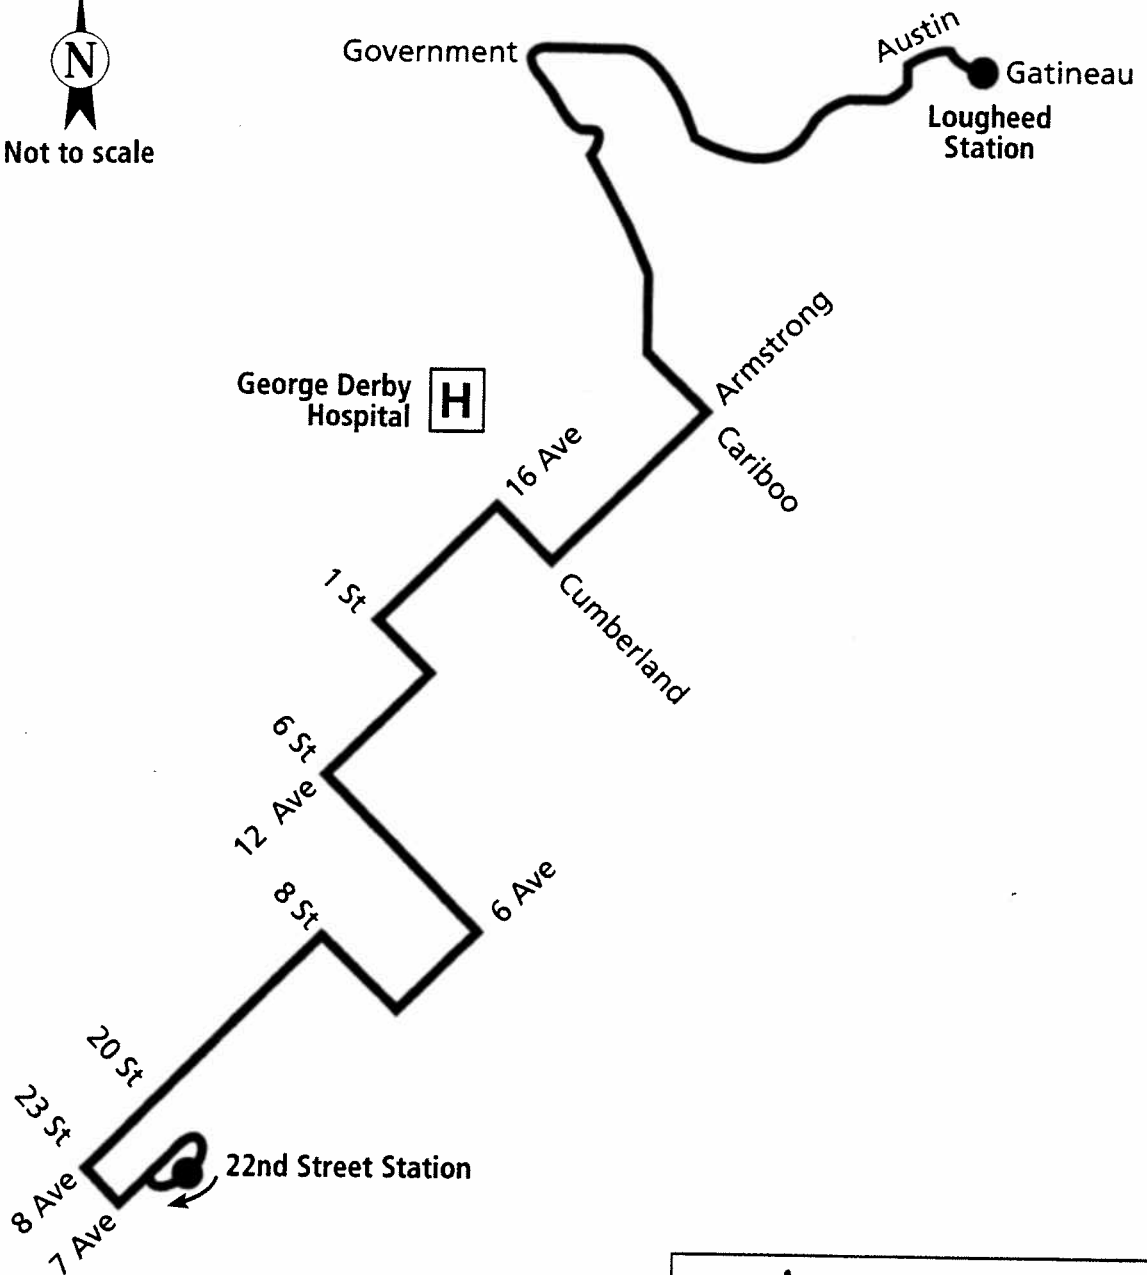 N
Not to scale
Government
Austin
Gatineau
Lougheed
Station
Armstrong
Cariboo
George Derby
Hospital
H
16 Ave
Cumberland
1 St
6 St
12 Ave
6 Ave
8 St
20 St
23 St
22nd Street Station
8 Ave
7 Ave